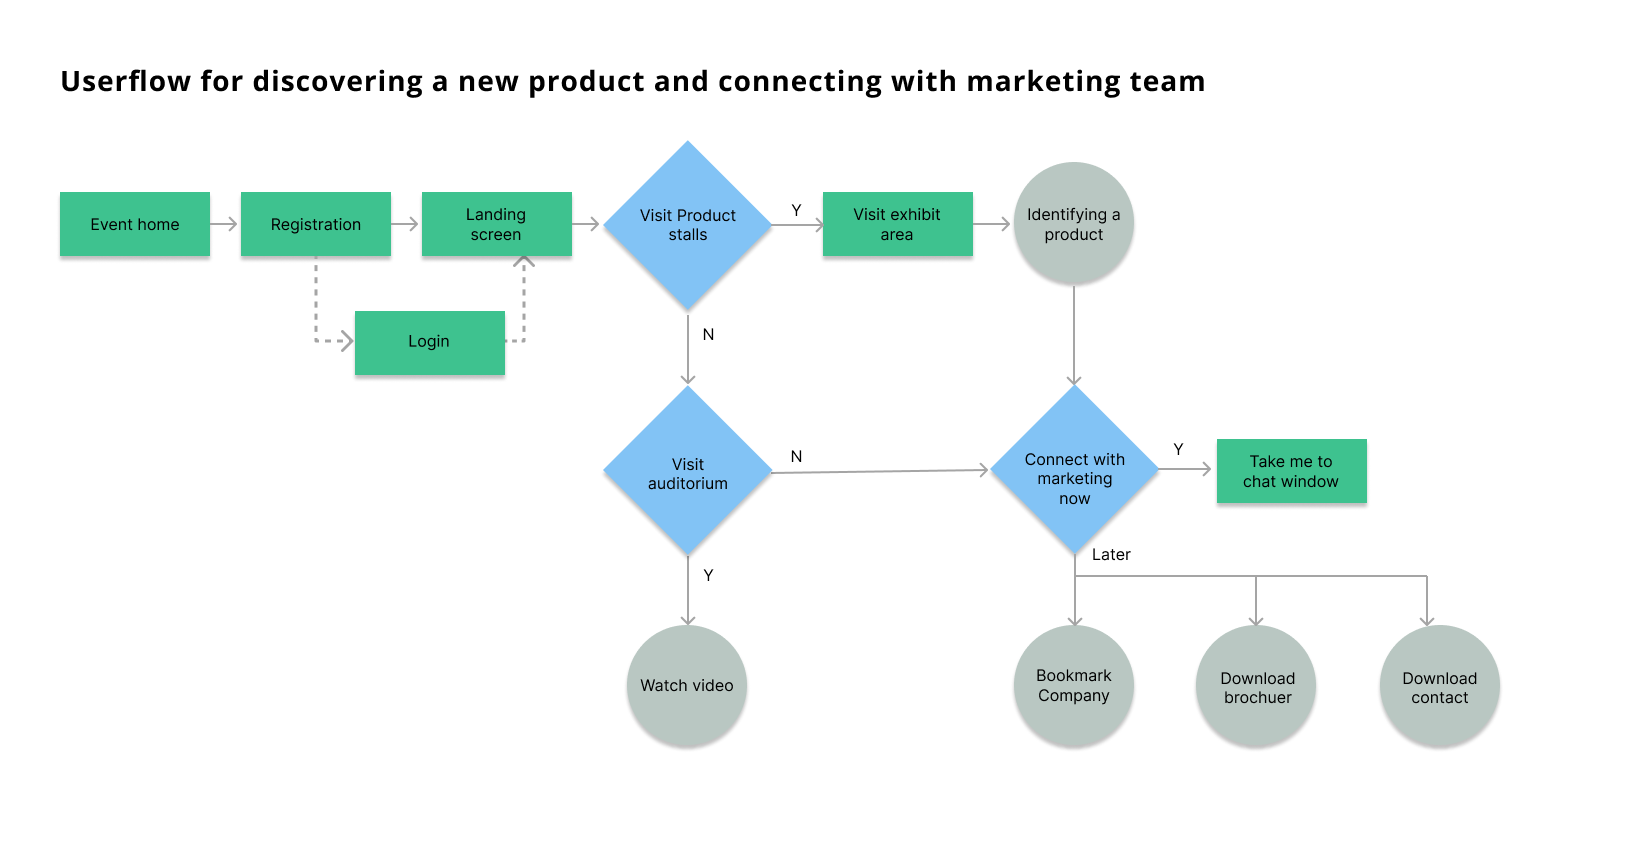 Userflow for discovering a new product and connecting with marketing team
Event home
Registration
Landing
screen
Visit Product
stalls
Y
Visit exhibit
area
Identifying a
product
N
Login
Visit
auditorium
N
Connect with
marketing
now
Y
Take me to
chat window
Later
Y
Watch video
Bookmark
Company
Download
brochuer
Download
contact